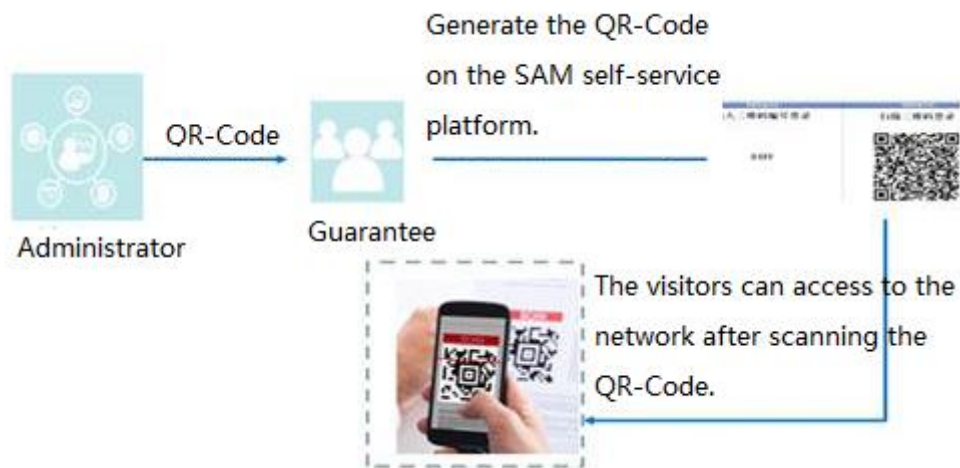 Generate the QR-Code
on the SAM self-service
platform.
QR-Code
Administrator
Guarantee
The visitors can access to the
network after scanning the
QR-Code.